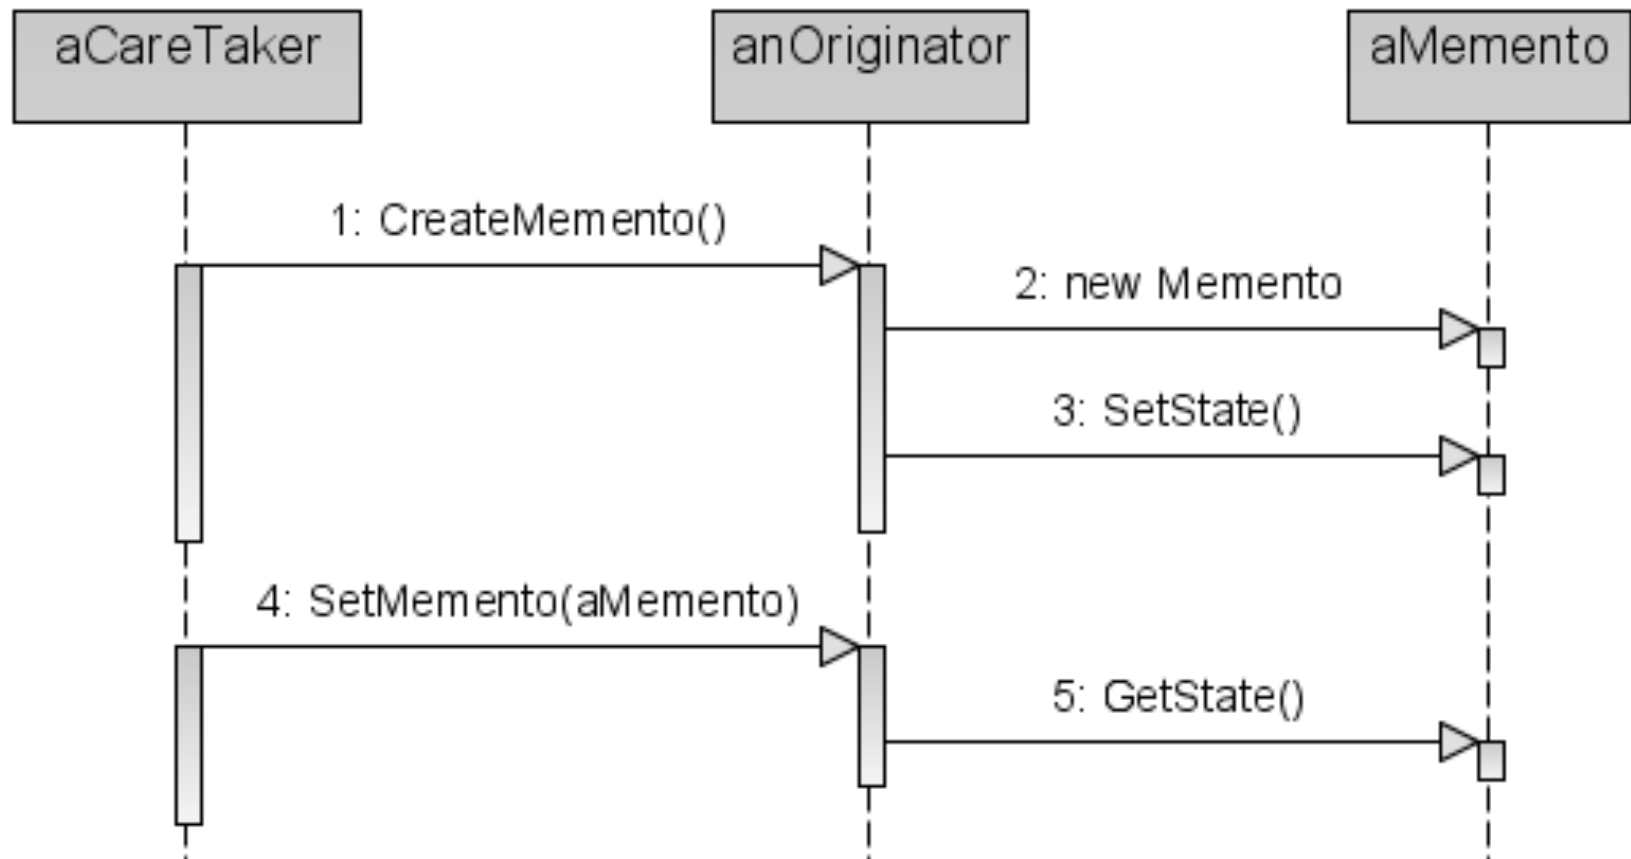 aCareTaker
anOriginator
aMemento
1: CreateMemento()
2: new Memento
3: SetState()
4: SetMemento(aMemento)
5: GetState()